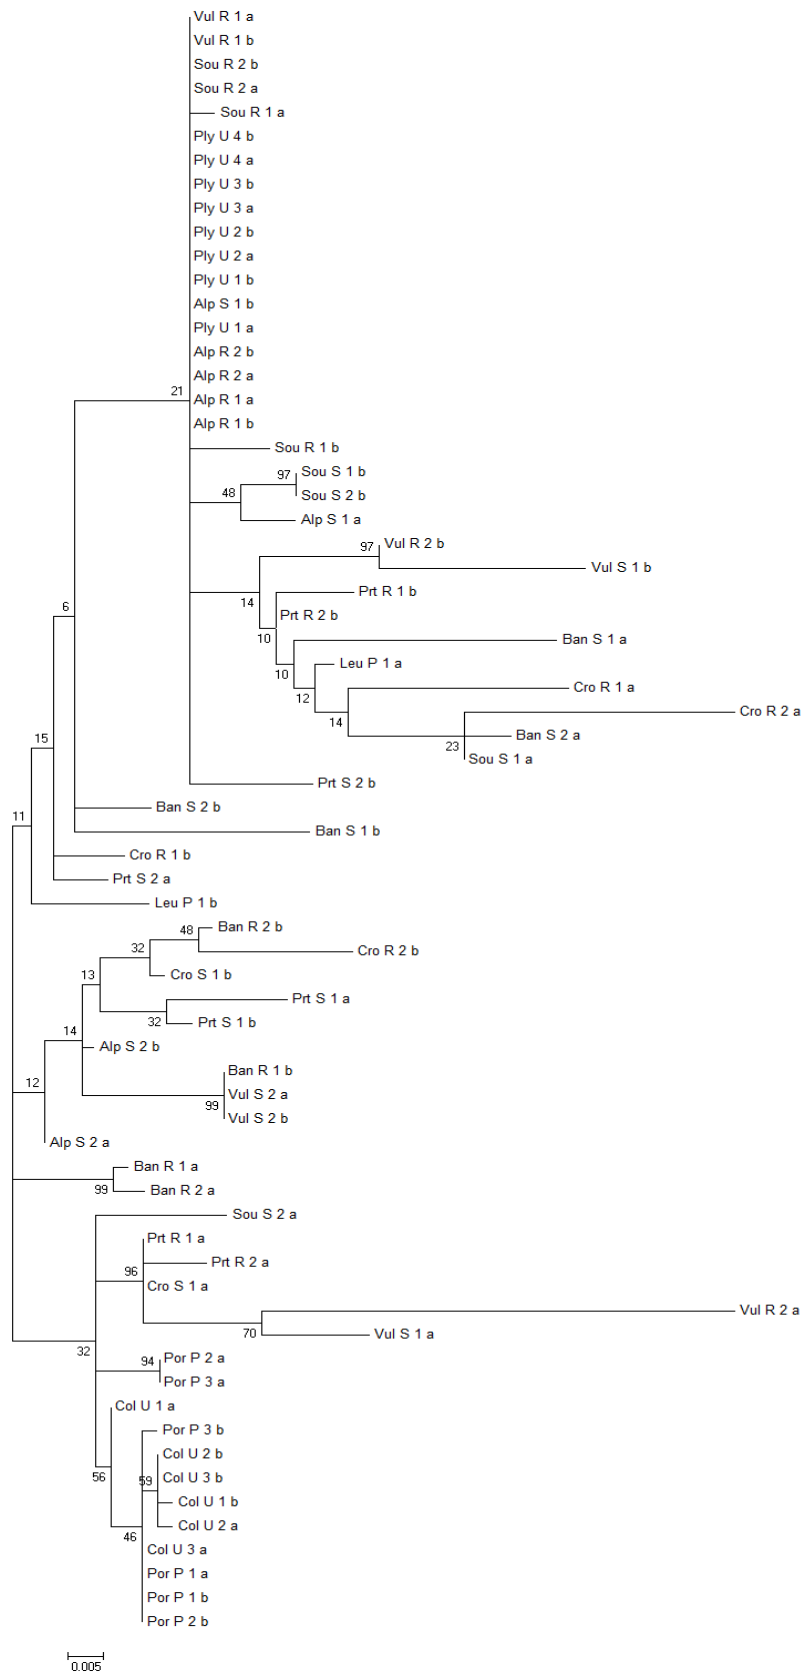 Vul R 1 a
Vul R 1 b
Sou R 2 b
Sou R 2 a
Sou R 1 a
Ply U 4 b
Ply U 4 a
Ply U 3 b
Ply U 3 a
Ply U 2 b
Ply U 2 a
Ply U 1 b
Alp S 1 b
Ply U 1 a
Alp R 2 b
Alp R 2 a
21
Alp R 1 a
Alp R 1 b
Sou R 1 b
97
Sou S 1 b
48
Sou S 2 b
Alp S 1 a
97
Vul R 2 b
Vul S 1 b
14
Prt R 1 b
6
Prt R 2 b
10
Ban S 1 a
10
Leu P 1 a
12
Cro R 1 a
14
Cro R 2 a
15
23
Ban S 2 a
Sou S 1 a
Prt S 2 b
Ban S 2 b
11
Ban S 1 b
Cro R 1 b
Prt S 2 a
Leu P 1 b
48
Ban R 2 b
32
Cro R 2 b
13
Cro S 1 b
Prt S 1 a
32
Prt S 1 b
14
Alp S 2 b
Ban R 1 b
12
Vul S 2 a
99
Vul S 2 b
Alp S 2 a
Ban R 1 a
99
Ban R 2 a
Sou S 2 a
Prt R 1 a
96
Prt R 2 a
Cro S 1 a
Vul R 2 a
70
Vul S 1 a
32
94
Por P 2 a
Por P 3 a
Col U 1 a
Por P 3 b
Col U 2 b
56
59
Col U 3 b
Col U 1 b
46
Col U 2 a
Col U 3 a
Por P 1 a
Por P 1 b
Por P 2 b
0.005